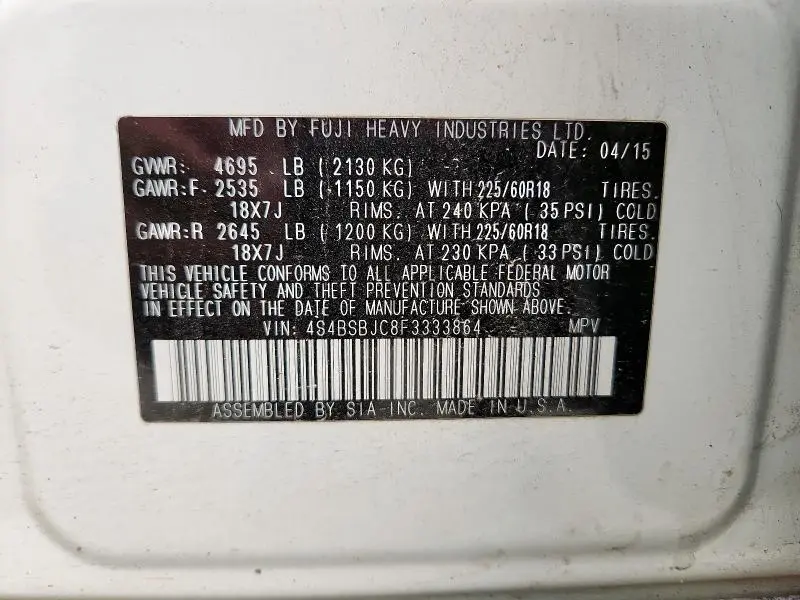 MFD BY FUJI HEAVY INDUSTRIES LTD.
DATE: 04/15
GVWR: 4695 LB ( 2130 KG)
GAWR:F 2535 LB ( 1150 KG) WITH 225/60R18 TIRES.
18X7J RIMS. AT 240 KPA ( 35 PSI) COLD
GAWR:R 2645 LB ( 1200 KG) WITH 225/60R18 TIRES.
18X7J RIMS. AT 230 KPA ( 33 PSI) COLD
THIS VEHICLE CONFORMS TO ALL APPLICABLE FEDERAL MOTOR
VEHICLE SAFETY AND THEFT PREVENTION STANDARDS
IN EFFECT ON THE DATE OF MANUFACTURE SHOWN ABOVE.
VIN: 4S4BSBJC8F3333864 MPV
ASSEMBLED BY SIA INC. MADE IN U.S.A.